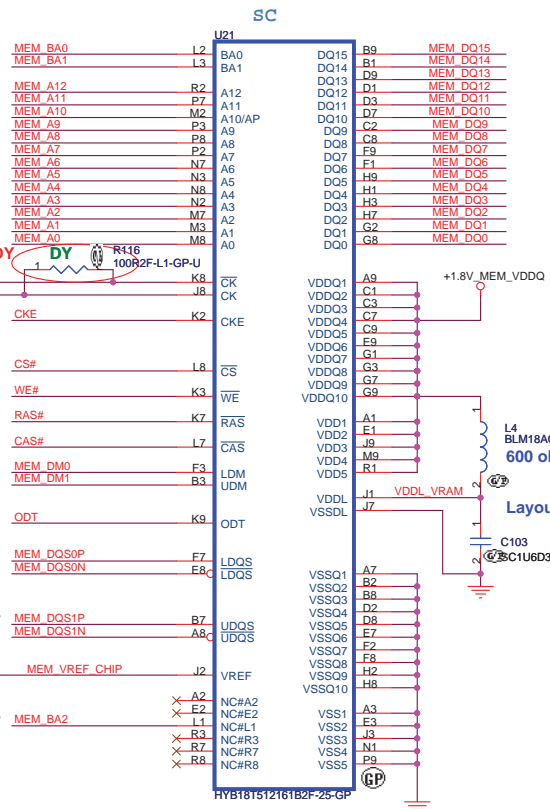 SC
U21
MEM_BA0 L2 BA0 DQ15 B9 MEM_DQ15
MEM_BA1 L3 BA1 DQ14 B1 MEM_DQ14
DQ13 D9 MEM_DQ13
MEM_A12 R2 A12 DQ12 D1 MEM_DQ12
MEM_A11 P7 A11 DQ11 D3 MEM_DQ11
MEM_A10 M2 A10/AP DQ10 D7 MEM_DQ10
MEM_A9 P3 A9 DQ9 C2 MEM_DQ9
MEM_A8 P8 A8 DQ8 C8 MEM_DQ8
MEM_A7 P2 A7 DQ7 F9 MEM_DQ7
MEM_A6 N7 A6 DQ6 F1 MEM_DQ6
MEM_A5 N3 A5 DQ5 H9 MEM_DQ5
MEM_A4 N8 A4 DQ4 H1 MEM_DQ4
MEM_A3 N2 A3 DQ3 H3 MEM_DQ3
MEM_A2 M7 A2 DQ2 H7 MEM_DQ2
MEM_A1 M3 A1 DQ1 G2 MEM_DQ1
MEM_A0 M8 A0 DQ0 G8 MEM_DQ0
DY DY R116
1 100R2F-L1-GP-U
K8 CK VDDQ1 A9 +1.8V_MEM_VDDQ
J8 CK VDDQ2 C1
VDDQ3 C3
CKE K2 CKE VDDQ4 C7
VDDQ5 C9
VDDQ6 E9
VDDQ7 G1
CS# L8 CS VDDQ8 G3
VDDQ9 G7
WE# K3 WE VDDQ10 G9
1
RAS# K7 RAS VDD1 A1
VDD2 E1 L4
CAS# L7 CAS VDD3 J9 BLM18A
VDD4 M9 600 o
MEM_DM0 F3 LDM VDD5 R1
MEM_DM1 B3 UDM 2 G/P
VDDL J1 VDDL_VRAM
VSSDL J7 Layou
ODT K9 ODT 1
C103
2 G/P SC1U6D3
MEM_DQS0P F7 LDQS VSSQ1 A7
MEM_DQS0N E8 LDQS VSSQ2 B2
VSSQ3 B8
VSSQ4 D2
MEM_DQS1P B7 UDQS VSSQ5 D8
MEM_DQS1N A8 UDQS VSSQ6 E7
VSSQ7 F2
VSSQ8 F8
MEM_VREF_CHIP J2 VREF VSSQ9 H2
VSSQ10 H8
A2 NC#A2
E2 NC#E2 VSS1 A3
MEM_BA2 L1 NC#L1 VSS2 E3
R3 NC#R3 VSS3 J3
R7 NC#R7 VSS4 N1
R8 NC#R8 VSS5 P9
GP
HYB18T512161B2F-25-GP